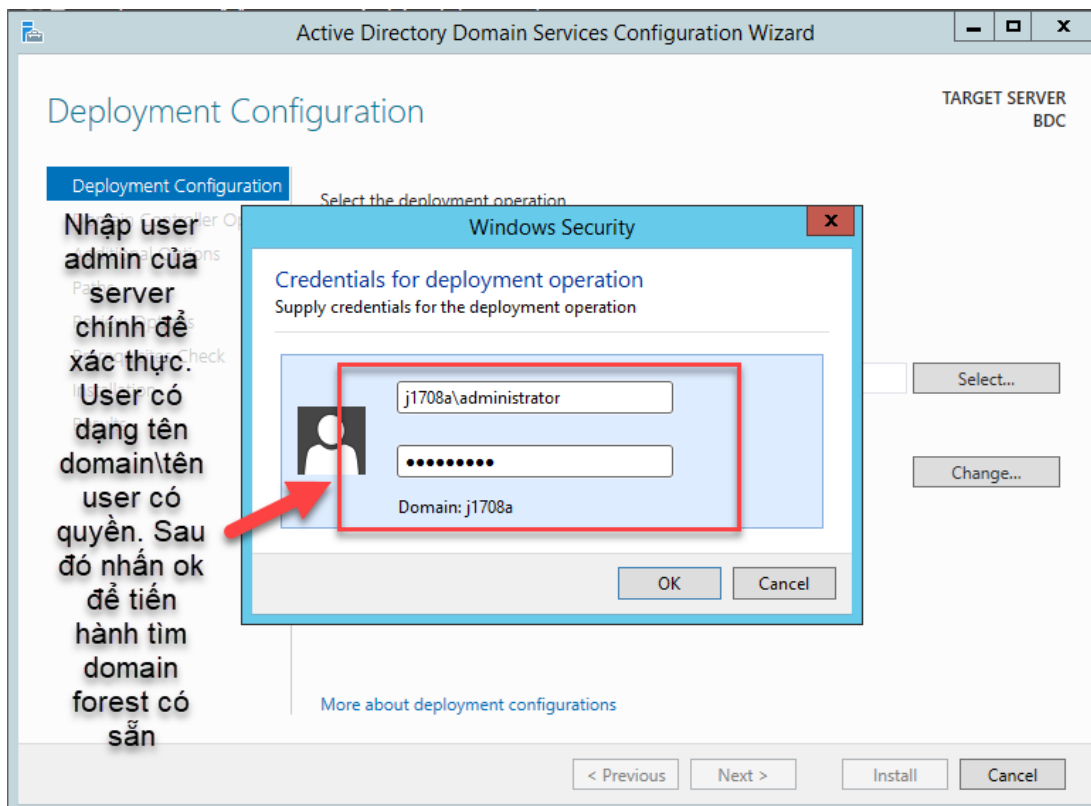 Active Directory Domain Services Configuration Wizard
Deployment Configuration
TARGET SERVER
BDC
Deployment Configuration
Select the deployment operation
Nhập user
admin của
server
chính để
xác thực.
User có
dạng tên
domain\tên
user có
quyền. Sau
đó nhấn ok
để tiến
hành tìm
domain
forest có
sẵn
Windows Security
X
Credentials for deployment operation
Supply credentials for the deployment operation
j1708a\administrator
Domain: j1708a
OK
Cancel
Select...
Change...
More about deployment configurations
< Previous
Next >
Install
Cancel